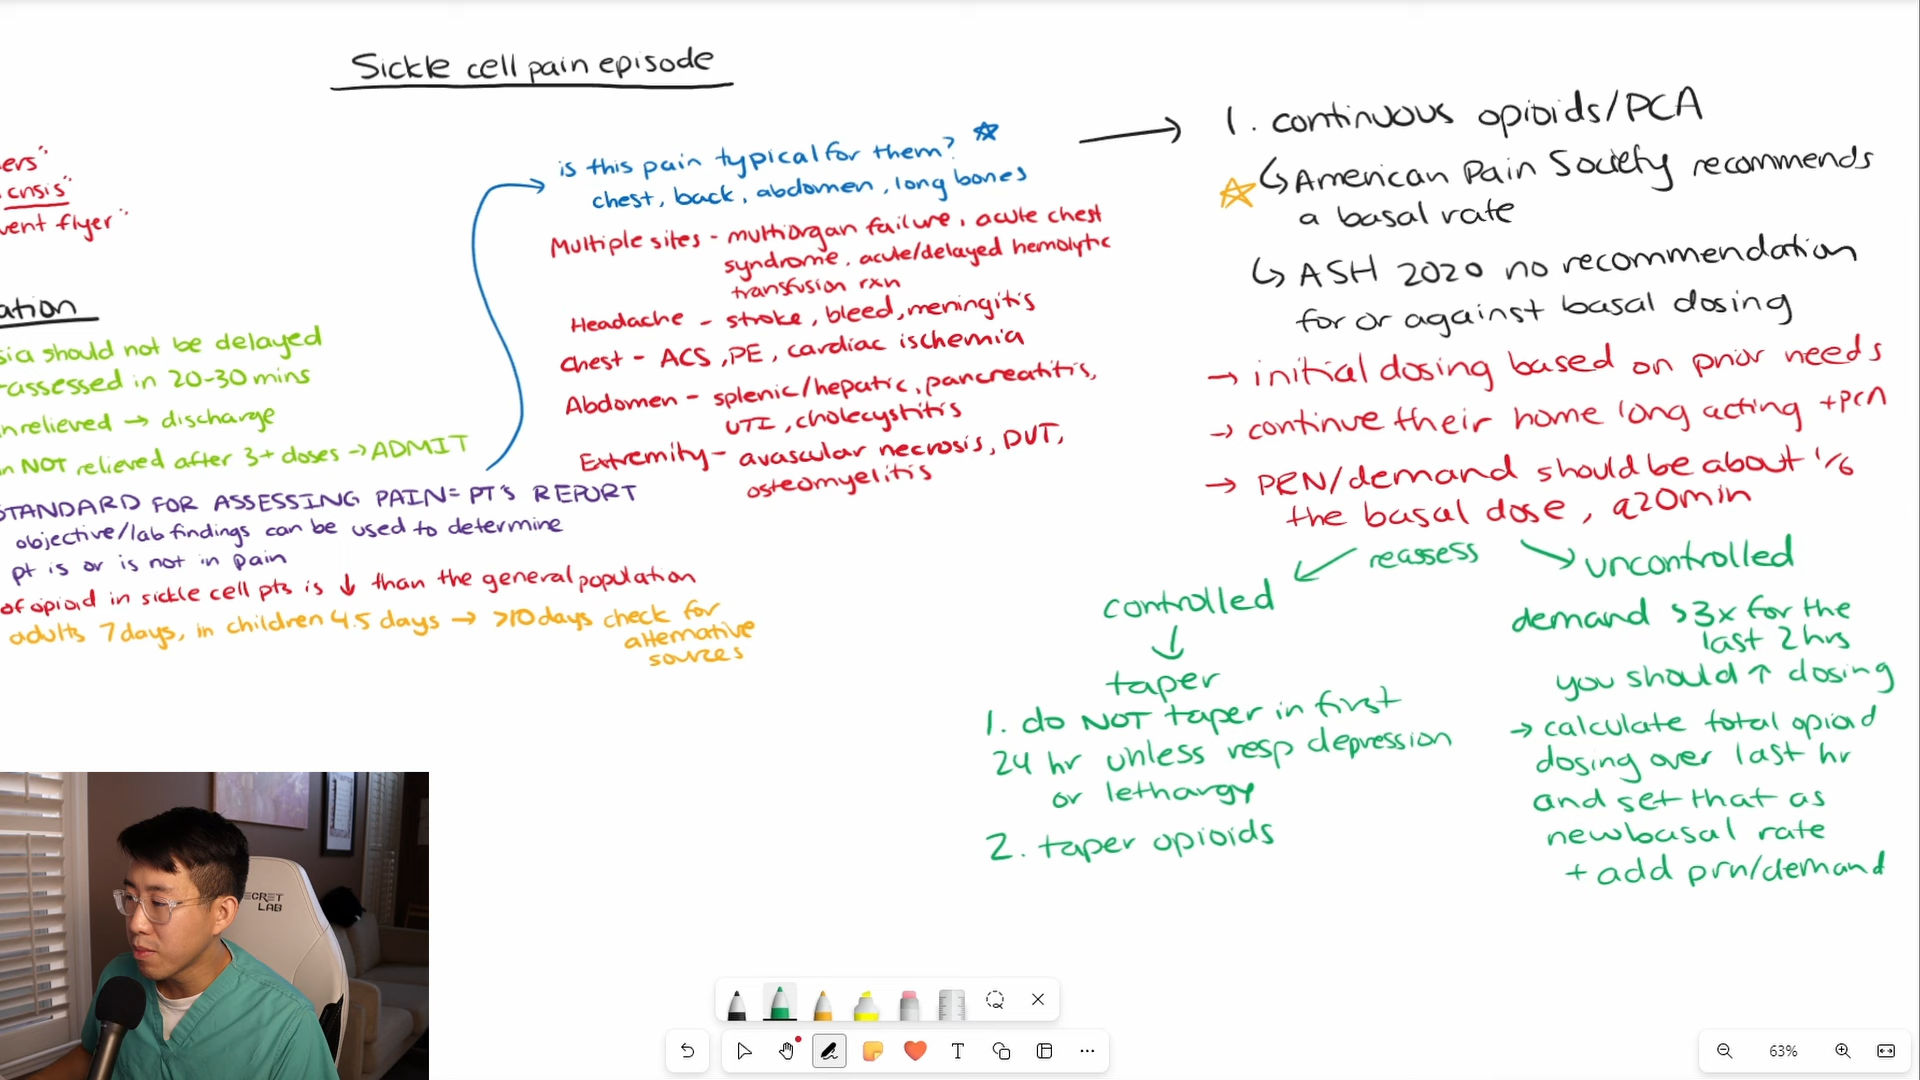 Sickle cell pain episode
ers"
crisis"
vent flyer"
ation
sia should not be delayed
-assessed in 20-30 mins
n relieved → discharge
n NOT relieved after 3+ doses → ADMIT
STANDARD FOR ASSESSING PAIN = PT'S REPORT
objective/lab findings can be used to determine
pt is or is not in pain
of opioid in sickle cell pts is ↓ than the general population
adults 7 days, in children 4.5 days → >10 days check for
alternative
sources
is this pain typical for them? ☆
chest, back, abdomen, long bones
Multiple sites - multiorgan failure, acute chest
syndrome, acute/delayed hemolytic
transfusion rxn
Headache - stroke, bleed, meningitis
Chest - ACS, PE, cardiac ischemia
Abdomen - splenic/hepatic, pancreatitis,
UTI, cholecystitis
Extremity - avascular necrosis, DVT,
osteomyelitis
→ 1. continuous opioids/PCA
☆ ↳ American Pain Society recommends
a basal rate
↳ ASH 2020 no recommendation
for or against basal dosing
→ initial dosing based on prior needs
→ continue their home long acting + pca
→ PRN/demand should be about 1/6
the basal dose, q20min
reassess
controlled
↓
taper
1. do NOT taper in first
24 hr unless resp depression
or lethargy
2. taper opioids
uncontrolled
demand >3x for the
last 2 hrs
you should ↑ dosing
→ calculate total opioid
dosing over last hr
and set that as
new basal rate
+ add prn/demand
SECRET
LAB
T
63%